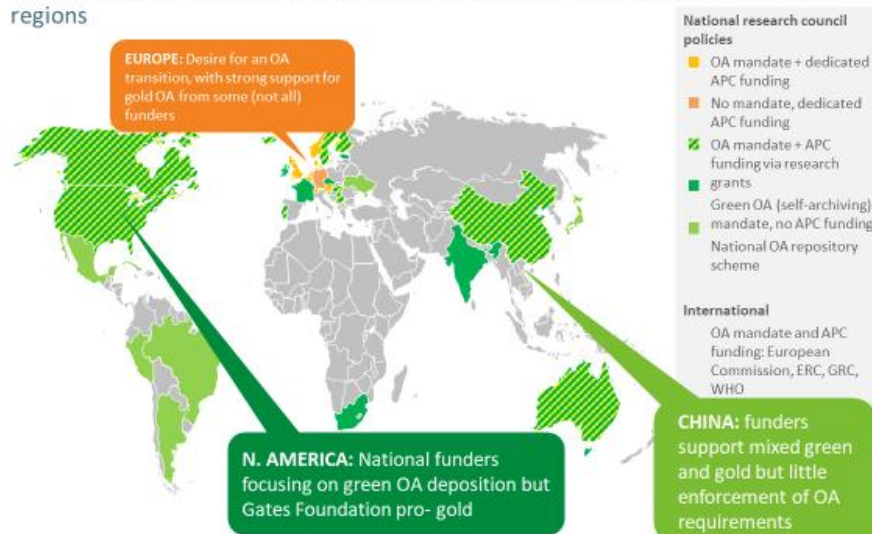 regions
EUROPE: Desire for an OA
transition, with strong support for
gold OA from some (not all)
funders
National research council
policies
OA mandate + dedicated
APC funding
No mandate, dedicated
APC funding
OA mandate + APC
funding via research
grants
Green OA (self-archiving)
mandate, no APC funding
National OA repository
scheme
International
OA mandate and APC
funding: European
Commission, ERC, GRC,
WHO
N. AMERICA: National funders
focusing on green OA deposition but
Gates Foundation pro- gold
CHINA: funders
support mixed green
and gold but little
enforcement of OA
requirements